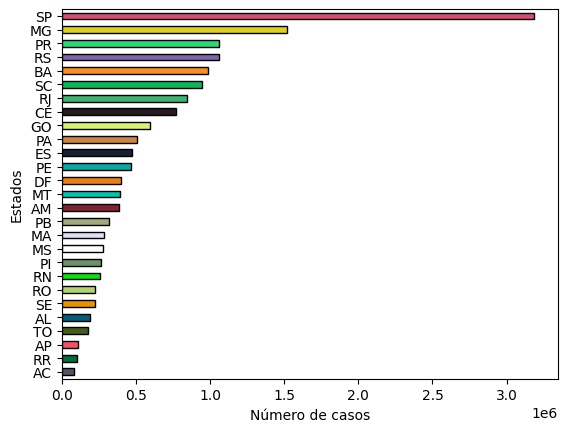 SP
MG
PR
RS
BA
SC
RJ
CE
GO
PA
ES
PE
DF
MT
AM
PB
MA
MS
PI
RN
RO
SE
AL
TO
AP
RR
AC
Estados
0.0 0.5 1.0 1.5 2.0 2.5 3.0
1e6
Número de casos